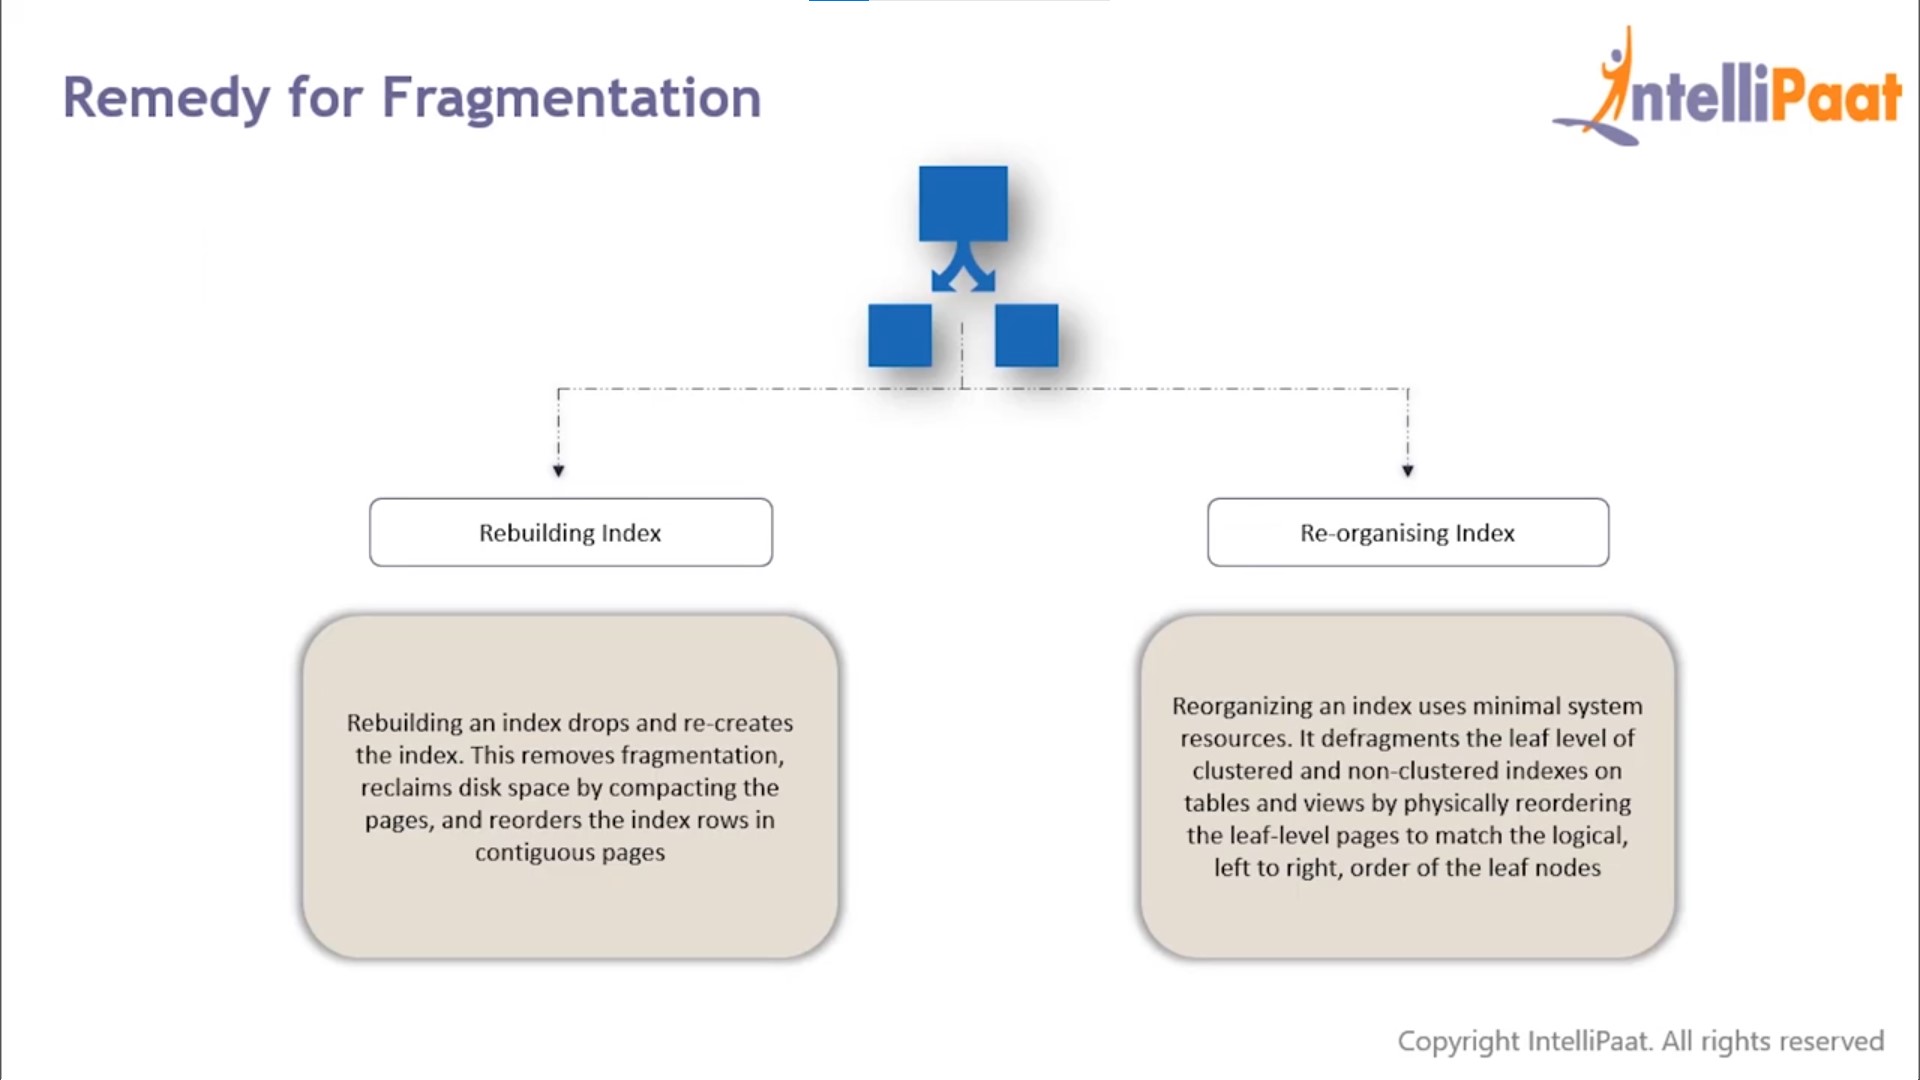 Remedy for Fragmentation
IntelliPaat
Rebuilding Index
Re-organising Index
Rebuilding an index drops and re-creates
the index. This removes fragmentation,
reclaims disk space by compacting the
pages, and reorders the index rows in
contiguous pages
Reorganizing an index uses minimal system
resources. It defragments the leaf level of
clustered and non-clustered indexes on
tables and views by physically reordering
the leaf-level pages to match the logical,
left to right, order of the leaf nodes
Copyright IntelliPaat. All rights reserved